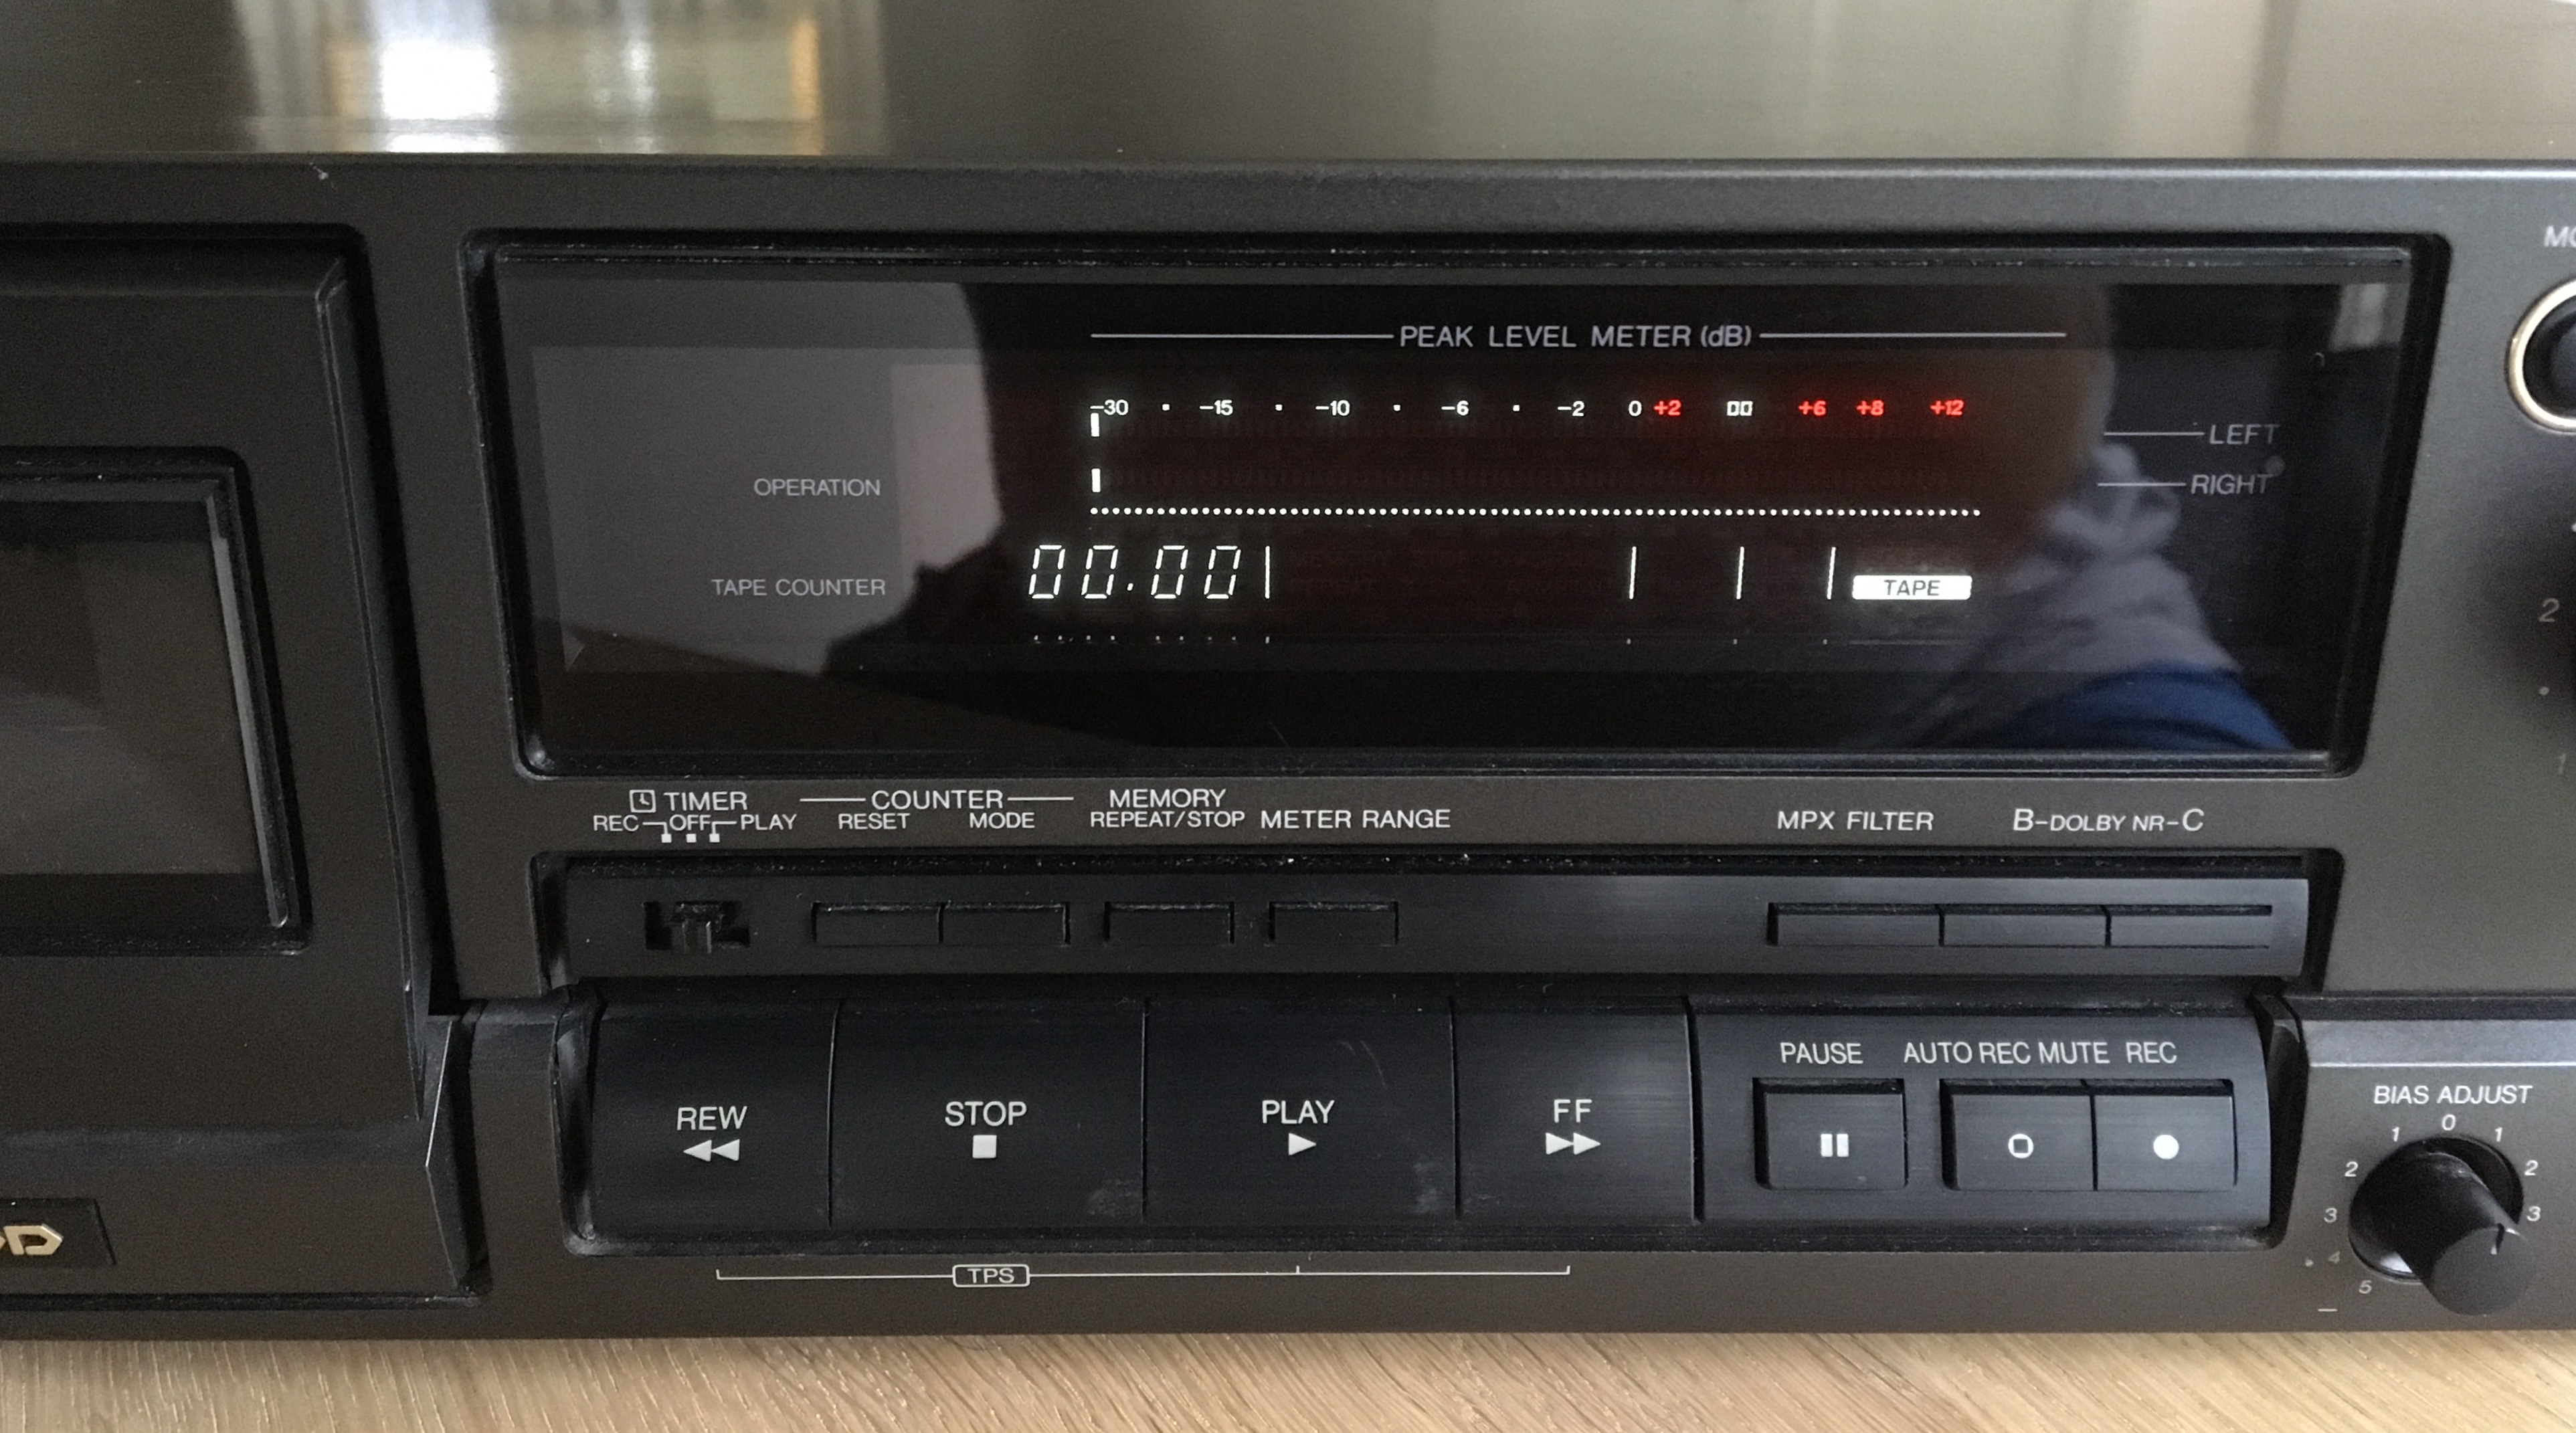 PEAK LEVEL METER (dB)
-30 · -15 · -10 · -6 · -2 0 +2 +6 +8 +12
LEFT
OPERATION
RIGHT
TAPE COUNTER 00.00 TAPE
TIMER COUNTER MEMORY
REC OFF PLAY RESET MODE REPEAT/STOP METER RANGE MPX FILTER B-DOLBY NR-C
2
1
PAUSE AUTO REC MUTE REC
REW STOP PLAY FF
BIAS ADJUST
0
1 1
2 2
3 3
4
5
TPS